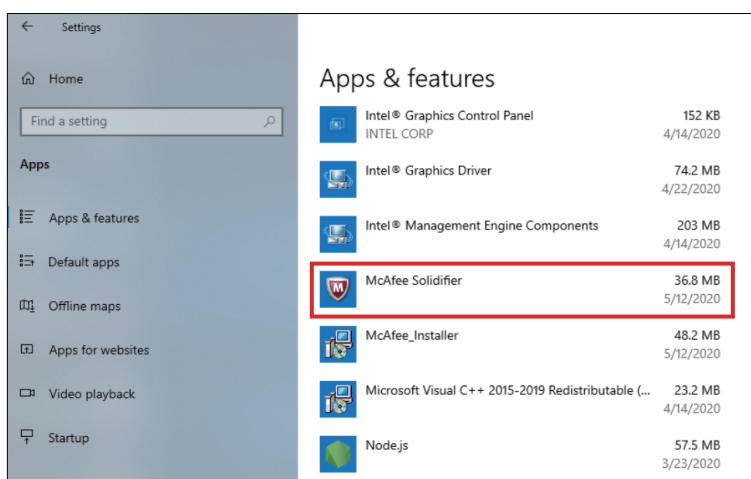 Settings
Home
Find a setting
Apps
Apps & features
Default apps
Offline maps
Apps for websites
Video playback
Startup
Apps & features
Intel® Graphics Control Panel 152 KB
INTEL CORP 4/14/2020
Intel® Graphics Driver 74.2 MB
4/22/2020
Intel® Management Engine Components 203 MB
4/14/2020
McAfee Solidifier 36.8 MB
5/12/2020
McAfee_Installer 48.2 MB
5/12/2020
Microsoft Visual C++ 2015-2019 Redistributable (... 23.2 MB
4/14/2020
Node.js 57.5 MB
3/23/2020